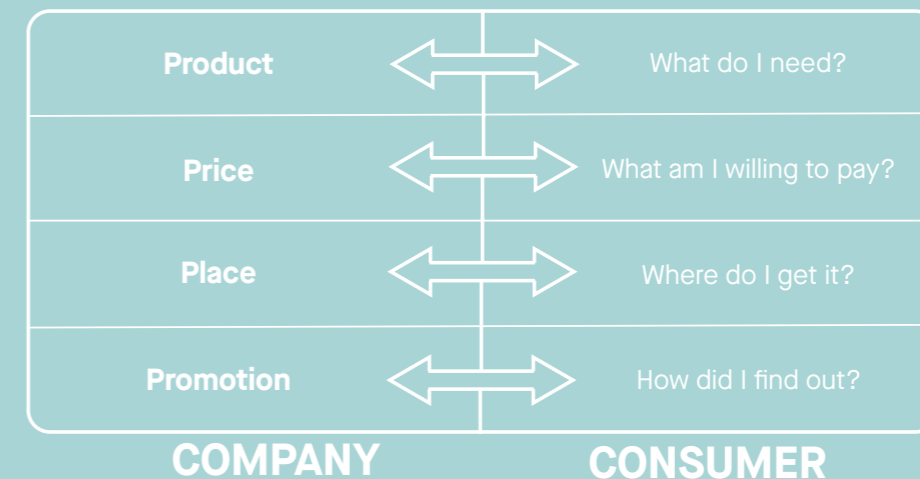 Product
What do I need?
Price
What am I willing to pay?
Place
Where do I get it?
Promotion
How did I find out?
COMPANY
CONSUMER